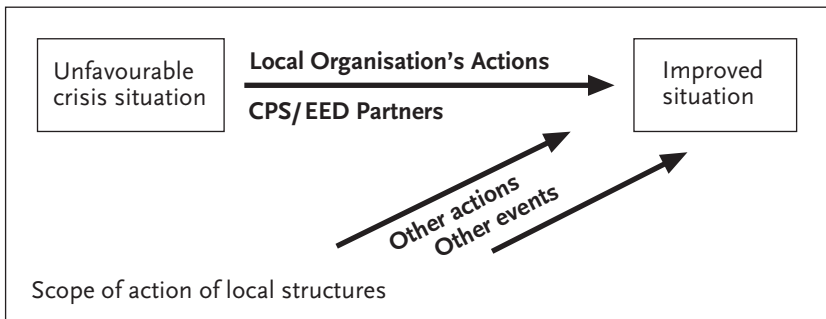 Unfavourable
crisis situation
Local Organisation's Actions
CPS/EED Partners
Improved
situation
Other actions
Other events
Scope of action of local structures